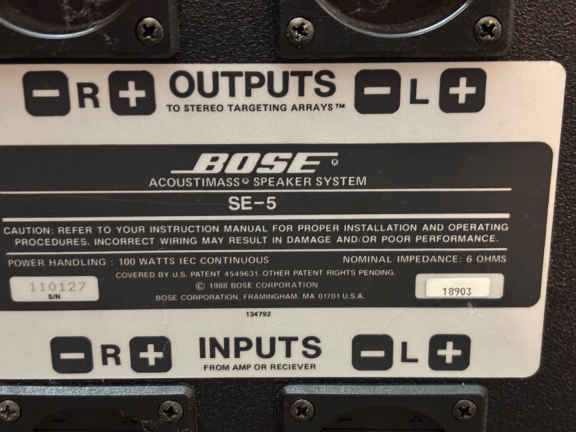 - R + OUTPUTS - L +
TO STEREO TARGETING ARRAYS™
BOSE®
ACOUSTIMASS® SPEAKER SYSTEM
SE-5
CAUTION: REFER TO YOUR INSTRUCTION MANUAL FOR PROPER INSTALLATION AND OPERATING
PROCEDURES. INCORRECT WIRING MAY RESULT IN DAMAGE AND/OR POOR PERFORMANCE.
POWER HANDLING : 100 WATTS IEC CONTINUOUS NOMINAL IMPEDANCE: 6 OHMS
COVERED BY U.S. PATENT 4549631. OTHER PATENT RIGHTS PENDING.
110127 © 1988 BOSE CORPORATION 18903
S/N BOSE CORPORATION, FRAMINGHAM, MA 01701 U.S.A.
134792
- R + INPUTS - L +
FROM AMP OR RECIEVER